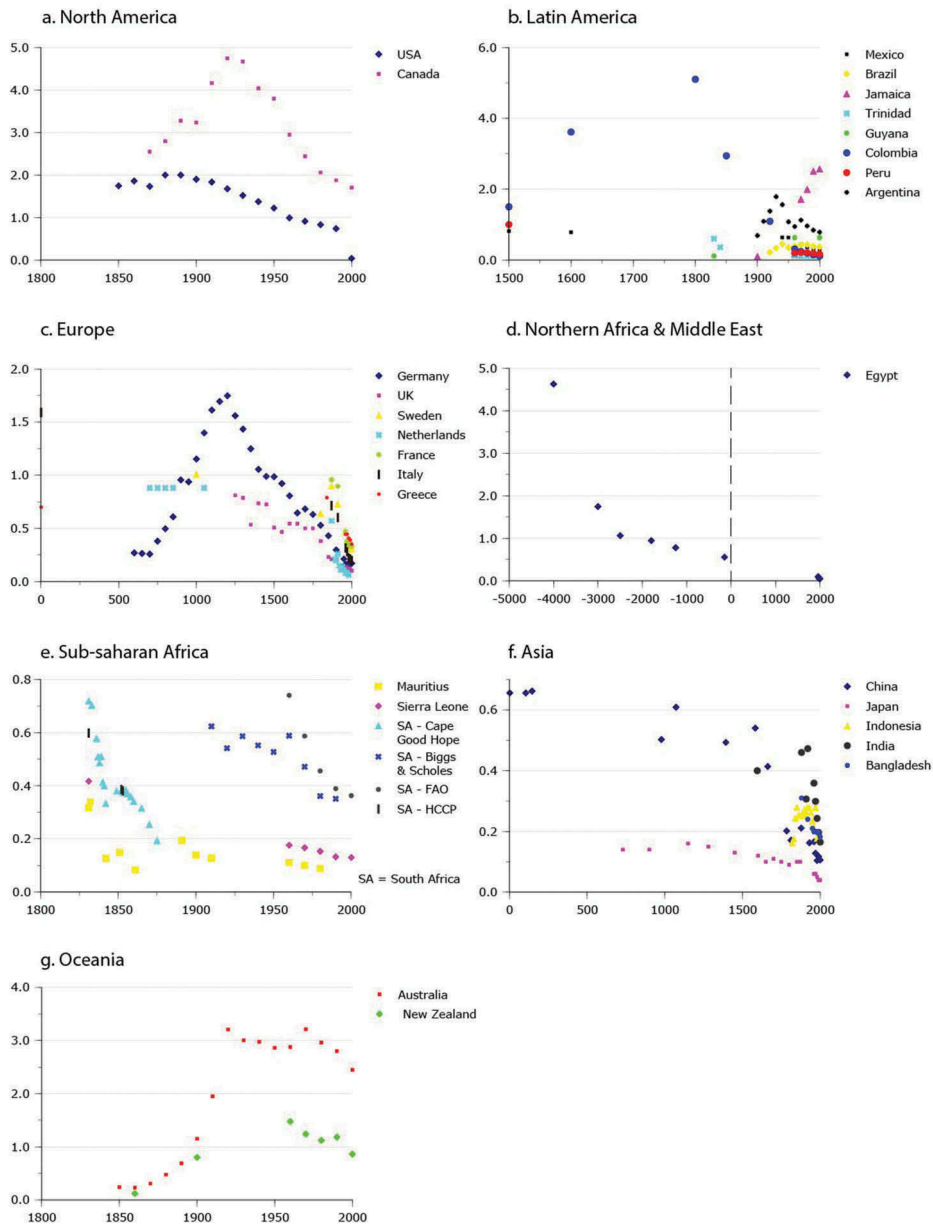 a. North America
5.0
4.0
3.0
2.0
1.0
0.0
1800 1850 1900 1950 2000
USA
Canada
b. Latin America
6.0
4.0
2.0
0.0
1500 1600 1700 1800 1900 2000
Mexico
Brazil
Jamaica
Trinidad
Guyana
Colombia
Peru
Argentina
c. Europe
2.0
1.5
1.0
0.5
0.0
0 500 1000 1500 2000
Germany
UK
Sweden
Netherlands
France
Italy
Greece
d. Northern Africa & Middle East
5.0
4.0
3.0
2.0
1.0
0.0
-5000 -4000 -3000 -2000 -1000 0 1000 2000
Egypt
e. Sub-saharan Africa
0.8
0.6
0.4
0.2
0.0
1800 1850 1900 1950 2000
Mauritius
Sierra Leone
SA - Cape
Good Hope
SA - Biggs
& Scholes
SA - FAO
SA - HCCP
SA = South Africa
f. Asia
0.6
0.4
0.2
0.0
0 500 1000 1500 2000
China
Japan
Indonesia
India
Bangladesh
g. Oceania
4.0
3.0
2.0
1.0
0.0
1800 1850 1900 1950 2000
Australia
New Zealand